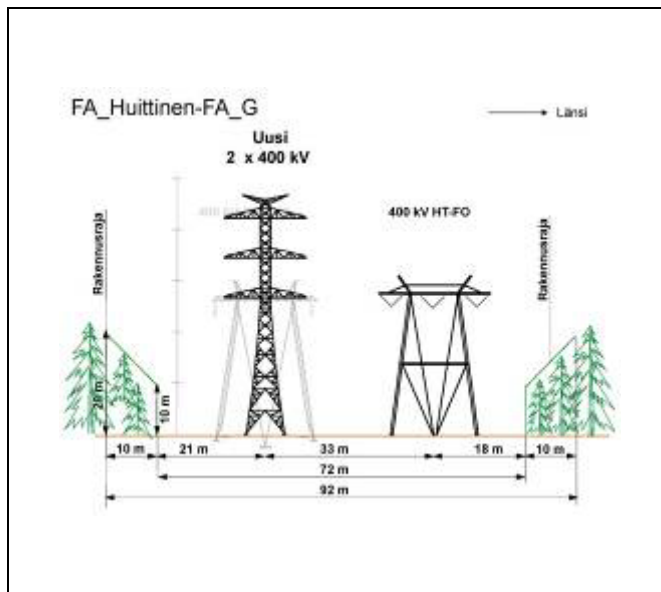 FA_Huittinen-FA_G
Länsi
Uusi
2 x 400 kV
400 kV HT-FO
Rakennusraja
Rakennusraja
20 m
10 m
10 m
21 m
33 m
18 m
10 m
72 m
92 m